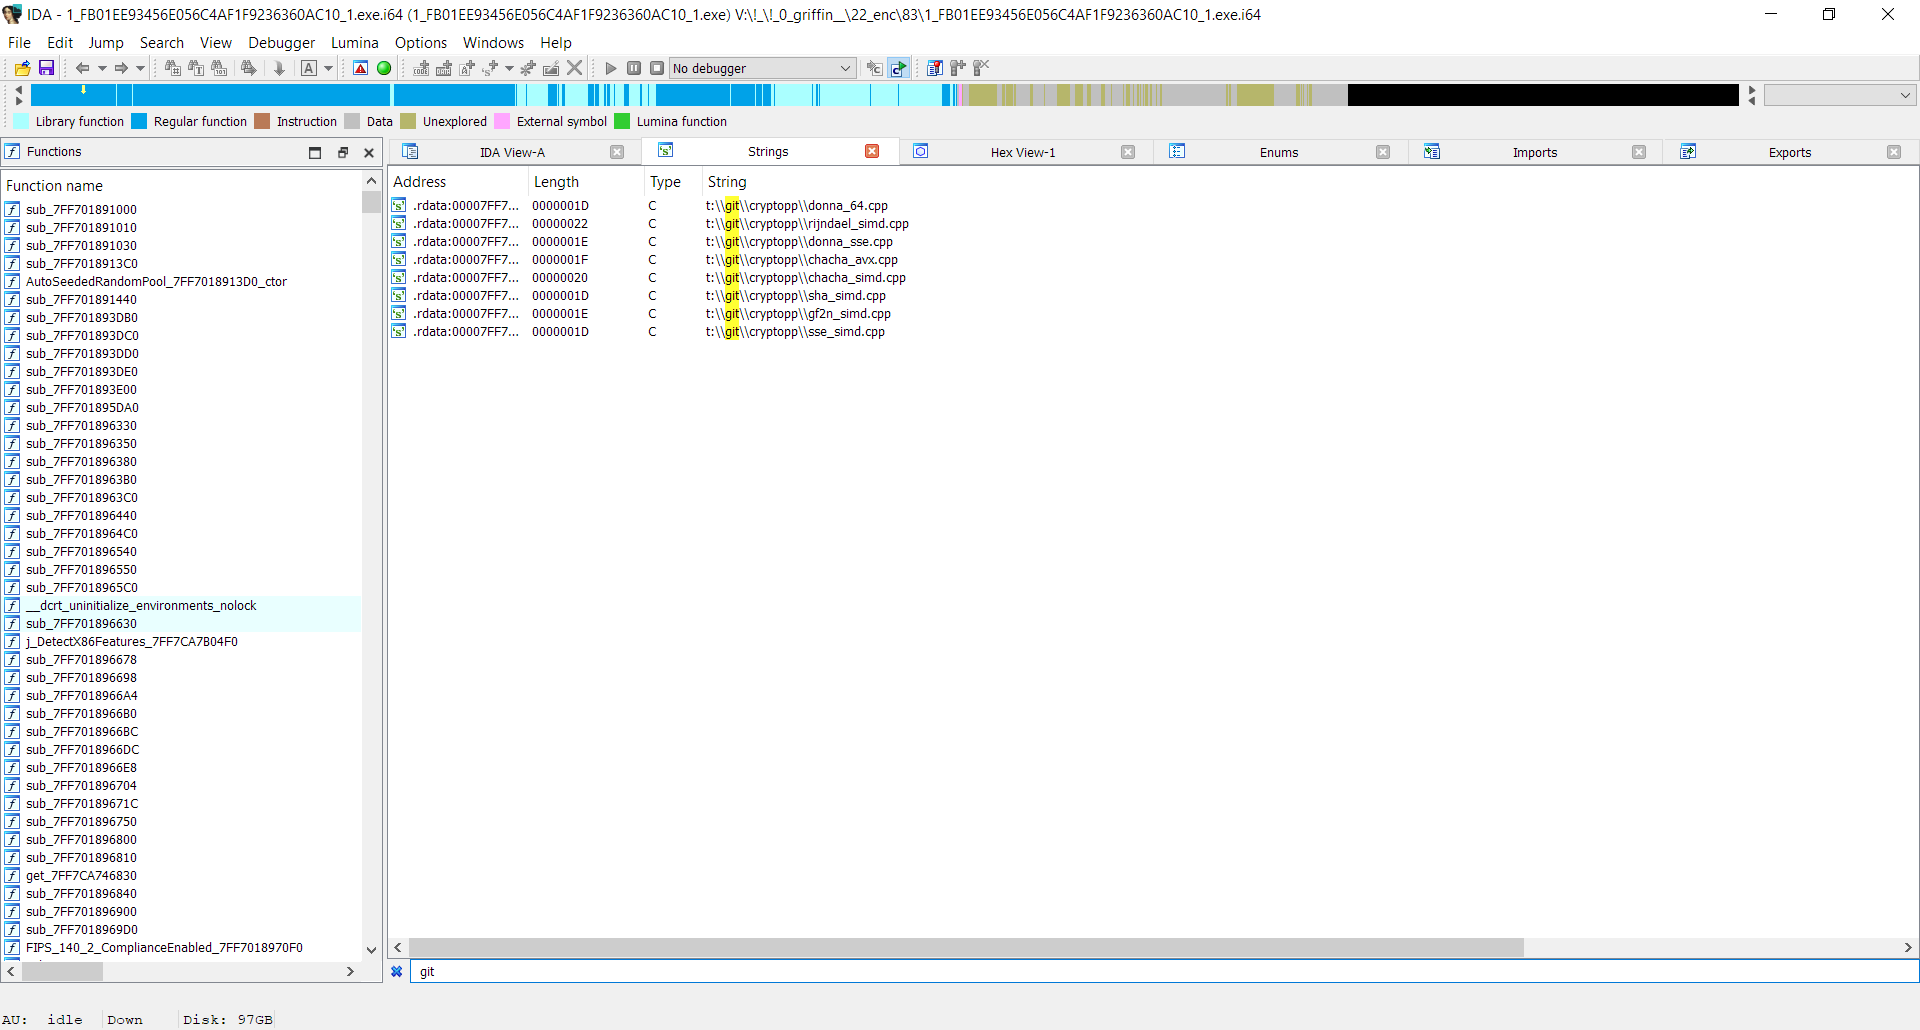 IDA - 1_FB01EE93456E056C4AF1F9236360AC10_1.exe.i64 (1_FB01EE93456E056C4AF1F9236360AC10_1.exe) V:\!_\!_0_griffin__\22_enc\83\1_FB01EE93456E056C4AF1F9236360AC10_1.exe.i64
File Edit Jump Search View Debugger Lumina Options Windows Help
No debugger
Library function Regular function Instruction Data Unexplored External symbol Lumina function
Functions
IDA View-A Strings Hex View-1 Enums Imports Exports
Function name
sub_7FF701891000
sub_7FF701891010
sub_7FF701891030
sub_7FF7018913C0
AutoSeededRandomPool_7FF7018913D0_ctor
sub_7FF701891440
sub_7FF701893DB0
sub_7FF701893DC0
sub_7FF701893DD0
sub_7FF701893DE0
sub_7FF701893E00
sub_7FF701895DA0
sub_7FF701896330
sub_7FF701896350
sub_7FF701896380
sub_7FF7018963B0
sub_7FF7018963C0
sub_7FF701896440
sub_7FF7018964C0
sub_7FF701896540
sub_7FF701896550
sub_7FF7018965C0
__dcrt_uninitialize_environments_nolock
sub_7FF701896630
j_DetectX86Features_7FF7CA7B04F0
sub_7FF701896678
sub_7FF701896698
sub_7FF7018966A4
sub_7FF7018966B0
sub_7FF7018966BC
sub_7FF7018966DC
sub_7FF7018966E8
sub_7FF701896704
sub_7FF70189671C
sub_7FF701896750
sub_7FF701896800
sub_7FF701896810
get_7FF7CA746830
sub_7FF701896840
sub_7FF701896900
sub_7FF7018969D0
FIPS_140_2_ComplianceEnabled_7FF7018970F0
Address Length Type String
.rdata:00007FF7... 0000001D C t:\\git\\cryptopp\\donna_64.cpp
.rdata:00007FF7... 00000022 C t:\\git\\cryptopp\\rijndael_simd.cpp
.rdata:00007FF7... 0000001E C t:\\git\\cryptopp\\donna_sse.cpp
.rdata:00007FF7... 0000001F C t:\\git\\cryptopp\\chacha_avx.cpp
.rdata:00007FF7... 00000020 C t:\\git\\cryptopp\\chacha_simd.cpp
.rdata:00007FF7... 0000001D C t:\\git\\cryptopp\\sha_simd.cpp
.rdata:00007FF7... 0000001E C t:\\git\\cryptopp\\gf2n_simd.cpp
.rdata:00007FF7... 0000001D C t:\\git\\cryptopp\\sse_simd.cpp
git
AU: idle Down Disk: 97GB